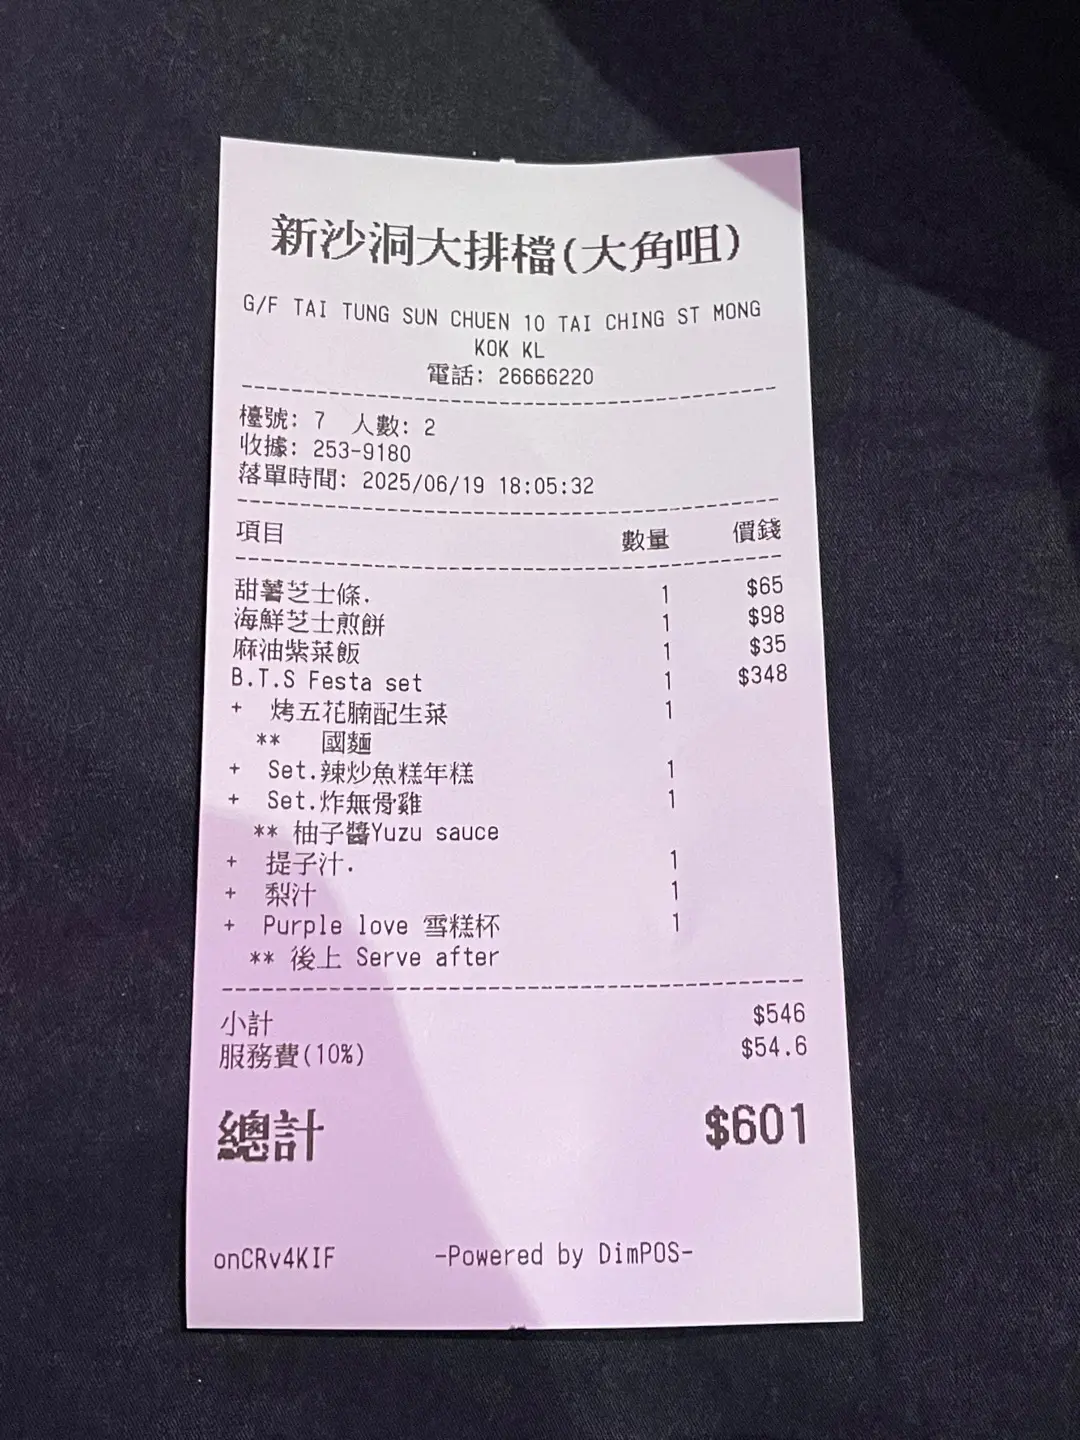 新沙洞大排檔(大角咀)
G/F TAI TUNG SUN CHUEN 10 TAI CHING ST MONG
KOK KL
電話: 26666220
檯號: 7 人數: 2
收據: 253-9180
落單時間: 2025/06/19 18:05:32
項目 數量 價錢
甜薯芝士條. 1 $65
海鮮芝士煎餅 1 $98
麻油紫菜飯 1 $35
B.T.S Festa set 1 $348
+ 烤五花腩配生菜 1
** 國麵
+ Set.辣炒魚糕年糕 1
+ Set.炸無骨雞 1
** 柚子醬Yuzu sauce
+ 提子汁. 1
+ 梨汁 1
+ Purple love 雪糕杯 1
** 後上 Serve after
小計 $546
服務費(10%) $54.6
總計 $601
onCRv4KIF -Powered by DimPOS-